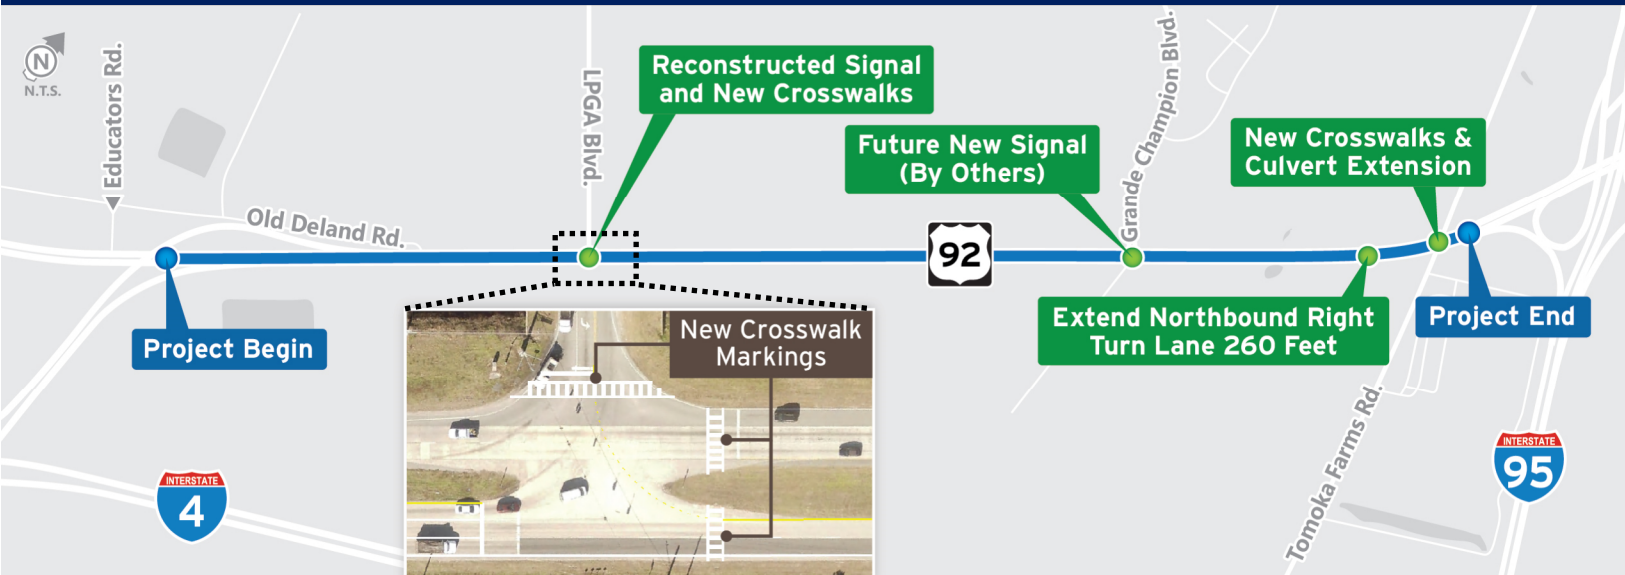 N
N.T.S.
Educators Rd.
Old Deland Rd.
LPGA Blvd.
Reconstructed Signal
and New Crosswalks
Future New Signal
(By Others)
Grande Champion Blvd.
New Crosswalks &
Culvert Extension
92
Project Begin
Extend Northbound Right
Turn Lane 260 Feet
Project End
New Crosswalk
Markings
Tomoka Farms Rd.
INTERSTATE
4
INTERSTATE
95